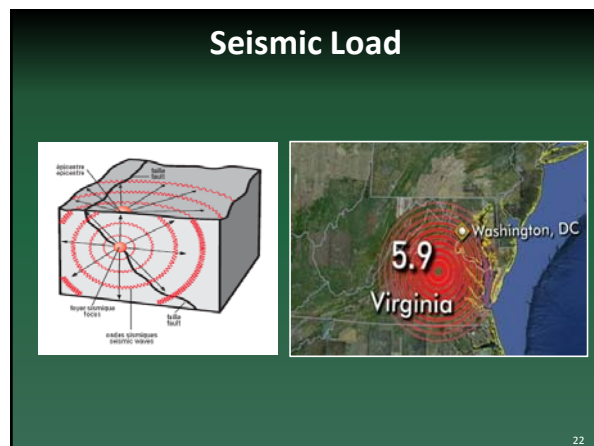 Seismic Load
épicentre
epicentre
faille
fault
foyer sismique
focus
ondes sismiques
seismic waves
faille
fault
5.9
Virginia
Washington, DC
22